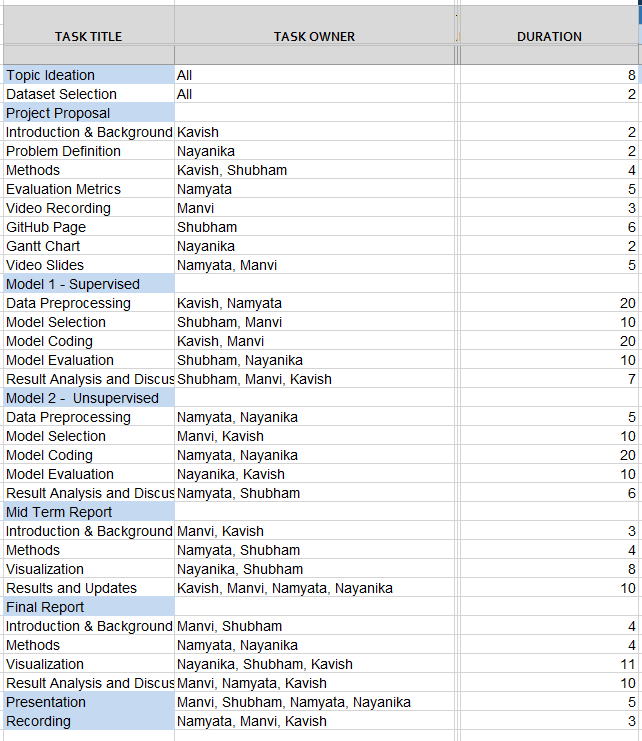 TASK TITLE TASK OWNER DURATION
Topic Ideation All 8
Dataset Selection All 2
Project Proposal
Introduction & Background Kavish 2
Problem Definition Nayanika 2
Methods Kavish, Shubham 4
Evaluation Metrics Namyata 5
Video Recording Manvi 3
GitHub Page Shubham 6
Gantt Chart Nayanika 2
Video Slides Namyata, Manvi 5
Model 1 - Supervised
Data Preprocessing Kavish, Namyata 20
Model Selection Shubham, Manvi 10
Model Coding Kavish, Manvi 20
Model Evaluation Shubham, Nayanika 10
Result Analysis and Discus Shubham, Manvi, Kavish 7
Model 2 - Unsupervised
Data Preprocessing Namyata, Nayanika 5
Model Selection Manvi, Kavish 10
Model Coding Namyata, Nayanika 20
Model Evaluation Nayanika, Kavish 10
Result Analysis and Discus Namyata, Shubham 6
Mid Term Report
Introduction & Background Manvi, Kavish 3
Methods Namyata, Shubham 4
Visualization Nayanika, Shubham 8
Results and Updates Kavish, Manvi, Namyata, Nayanika 10
Final Report
Introduction & Background Manvi, Shubham 4
Methods Namyata, Nayanika 4
Visualization Nayanika, Shubham, Kavish 11
Result Analysis and Discus Manvi, Namyata, Kavish 10
Presentation Manvi, Shubham, Namyata, Nayanika 5
Recording Namyata, Manvi, Kavish 3